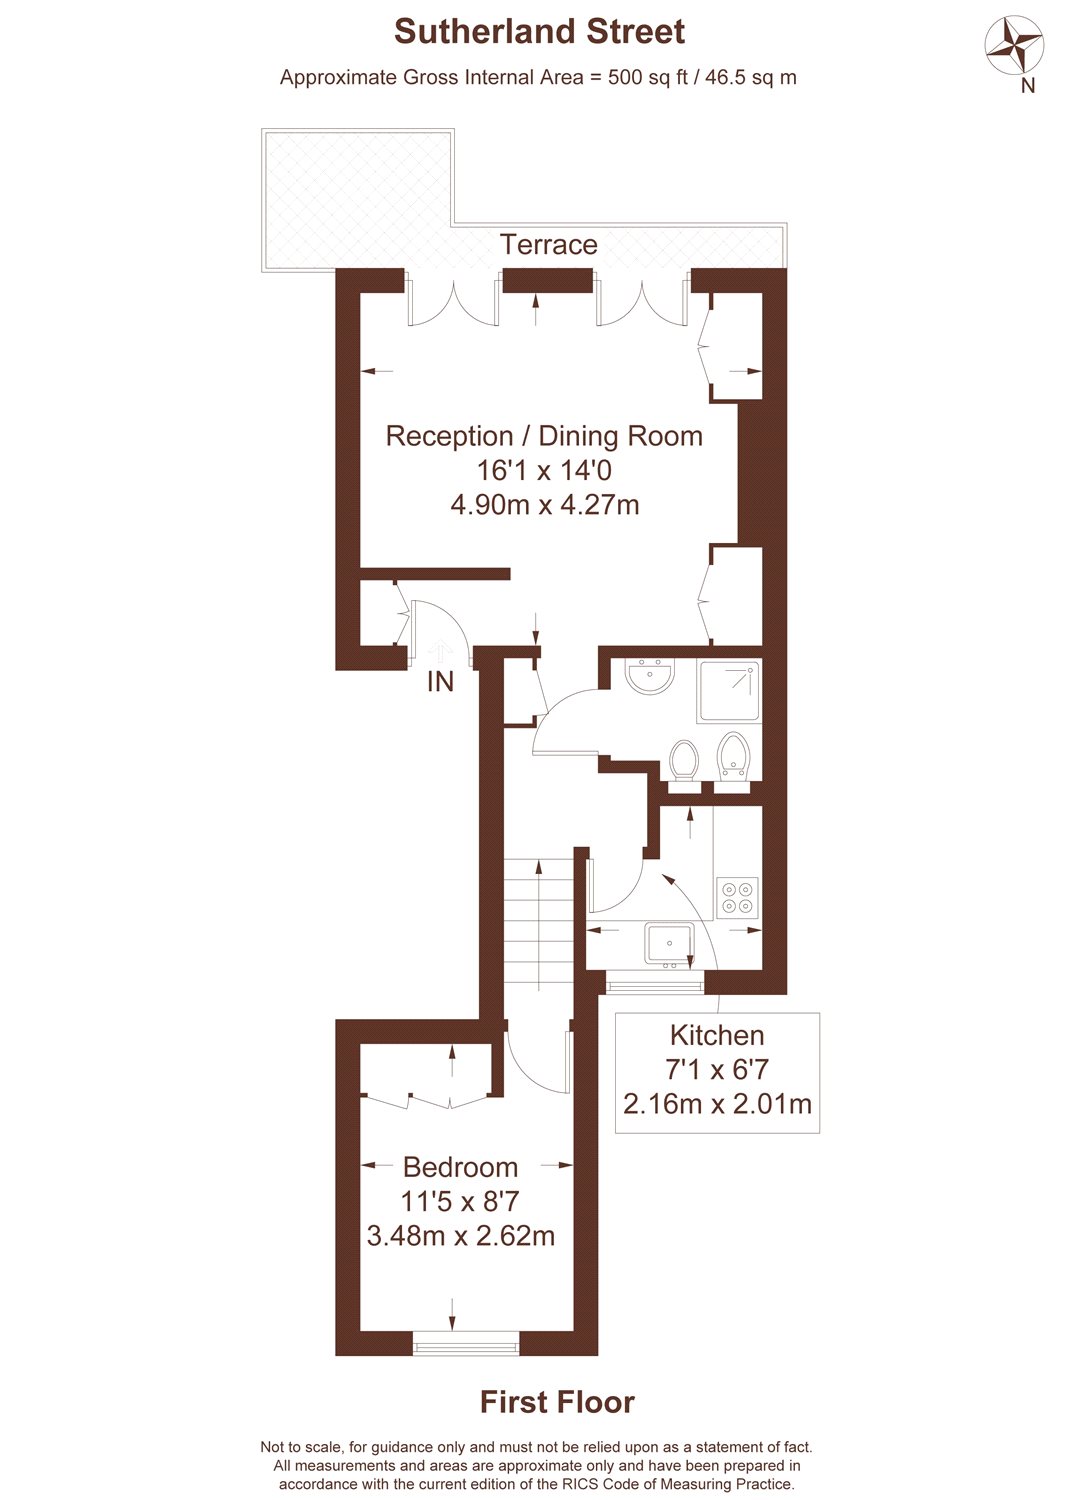 Sutherland Street
Approximate Gross Internal Area = 500 sq ft / 46.5 sq m
N
Terrace
Reception / Dining Room
16'1 x 14'0
4.90m x 4.27m
IN
Kitchen
7'1 x 6'7
2.16m x 2.01m
Bedroom
11'5 x 8'7
3.48m x 2.62m
First Floor
Not to scale, for guidance only and must not be relied upon as a statement of fact.
All measurements and areas are approximate only and have been prepared in
accordance with the current edition of the RICS Code of Measuring Practice.